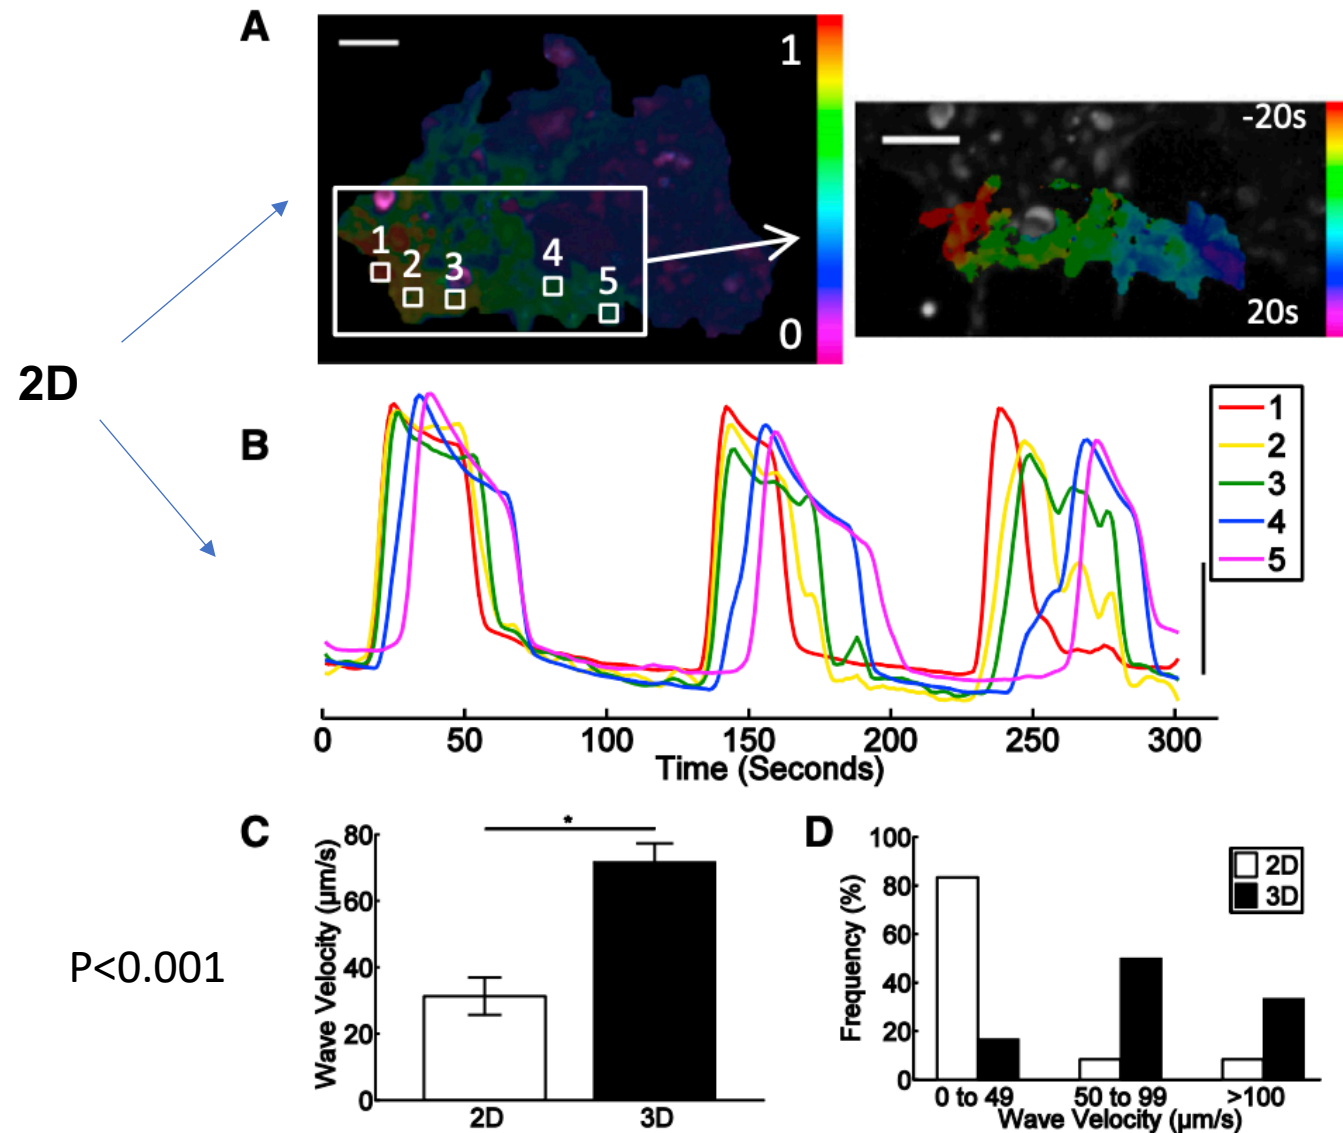 A
1
-20s
1
2
3
4
5
0
20s
2D
B
1
2
3
4
5
0 50 100 150 200 250 300
Time (Seconds)
C
Wave Velocity (µm/s)
80
60
40
20
0
*
2D 3D
P<0.001
D
Frequency (%)
100
80
60
40
20
0
2D
3D
0 to 49 50 to 99 >100
Wave Velocity (µm/s)